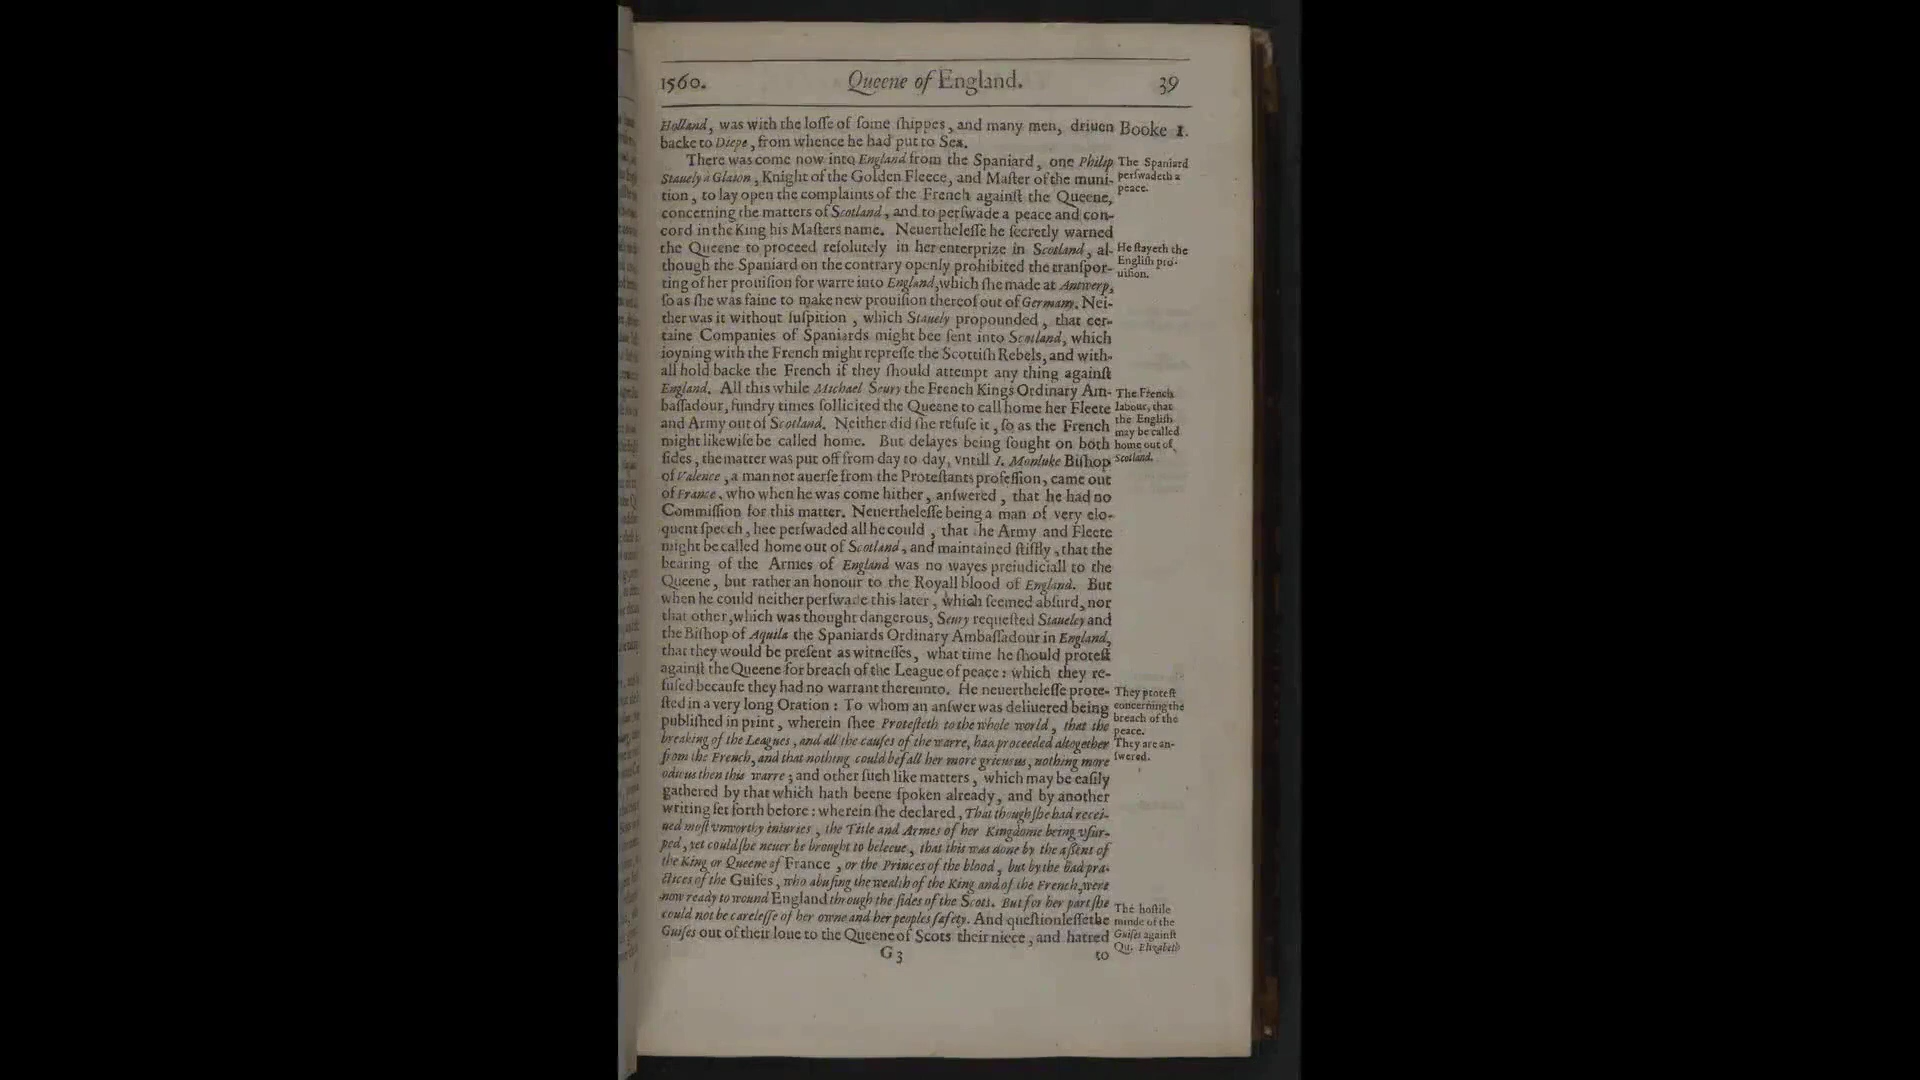 1560. Queene of England. 39
Holland, was with the losse of some shippes, and many men, driuen
backe to Diepe, from whence he had put to Sea.
Booke 1.
There was come now into England from the Spaniard, one Philip
Stauely à Glaion, Knight of the Golden Fleece, and Master of the muni-
tion, to lay open the complaints of the French against the Queene,
concerning the matters of Scotland, and to perswade a peace and con-
cord in the King his Masters name. Neuerthelesse he secretly warned
the Queene to proceed resolutely in her enterprize in Scotland, al-
though the Spaniard on the contrary openly prohibited the transpor-
ting of her prouision for warre into England, which she made at Antwerp,
so as she was faine to make new prouision thereof out of Germany. Nei-
ther was it without suspition, which Stauely propounded, that cer-
taine Companies of Spaniards might bee sent into Scotland, which
ioyning with the French might represse the Scottish Rebels, and with-
all hold backe the French if they should attempt any thing against
England. All this while Michael Seury the French Kings Ordinary Am-
bassadour, sundry times sollicited the Queene to call home her Fleete
and Army out of Scotland. Neither did she refuse it, so as the French
might likewise be called home. But delayes being sought on both
sides, the matter was put off from day to day, vntill I. Monluke Bishop
of Valence, a man not auerse from the Protestants profession, came out
of France, who when he was come hither, answered, that he had no
Commission for this matter. Neuerthelesse being a man of very elo-
quent speech, hee perswaded all he could, that the Army and Fleete
might be called home out of Scotland, and maintained stiffly, that the
bearing of the Armes of England was no wayes preiudiciall to the
Queene, but rather an honour to the Royall blood of England. But
when he could neither perswade this later, which seemed absurd, nor
that other, which was thought dangerous, Seury requested Staueley and
the Bishop of Aquila the Spaniards Ordinary Ambassadour in England,
that they would be present as witnesses, what time he should protest
against the Queene for breach of the League of peace: which they re-
fused because they had no warrant thereunto. He neuerthelesse prote-
sted in a very long Oration: To whom an answer was deliuered being
published in print, wherein shee Protesteth to the whole world, that the
breaking of the Leagues, and all the causes of the warre, had proceeded altogether
from the French, and that nothing could befall her more grieuous, nothing more
odious then this warre; and other such like matters, which may be easily
gathered by that which hath beene spoken already, and by another
writing set forth before: wherein she declared, That though she had recei-
ued most vnworthy iniuries, the Title and Armes of her Kingdome being vsur-
ped, yet could she neuer be brought to beleeue, that this was done by the assent of
the King or Queene of France, or the Princes of the blood, but by the bad pra-
ctices of the Guises, who abusing the wealth of the King and of the French, were
now ready to wound England through the sides of the Scots. But for her part she
could not be carelesse of her owne and her peoples safety. And questionlesse the
Guises out of their loue to the Queene of Scots their niece, and hatred
G 3 to
The Spaniard
perswadeth a
peace.
He stayeth the
English pro-
uision.
The French
labour, that
the English
may be called
home out of
Scotland.
They protest
concerning the
breach of the
peace.
They are an-
swered.
The hostile
minde of the
Guises against
Qu. Elizabeth